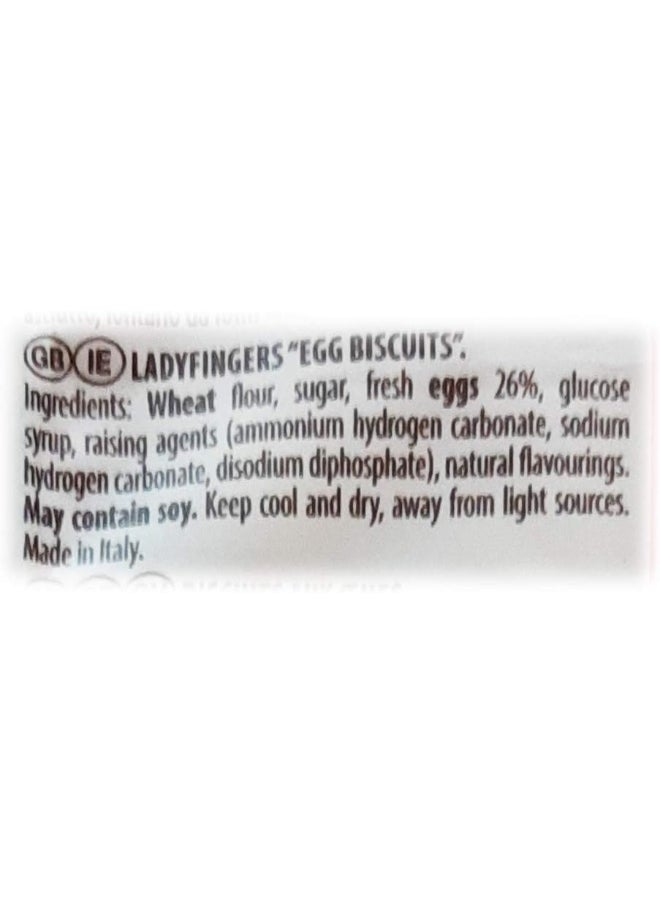 GB IE LADYFINGERS "EGG BISCUITS".
Ingredients: Wheat flour, sugar, fresh eggs 26%, glucose
syrup, raising agents (ammonium hydrogen carbonate, sodium
hydrogen carbonate, disodium diphosphate), natural flavourings.
May contain soy. Keep cool and dry, away from light sources.
Made in Italy.